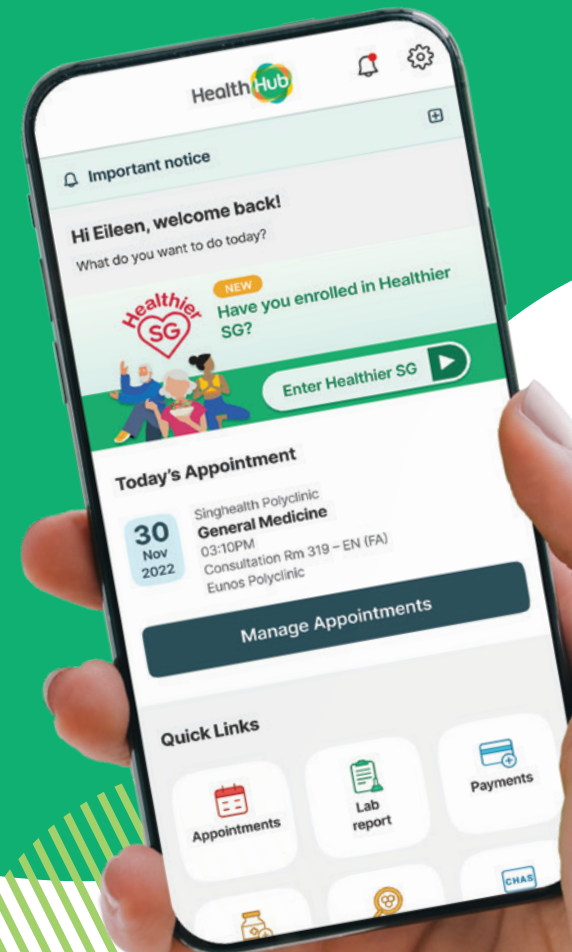 HealthHub
Important notice
Hi Eileen, welcome back!
What do you want to do today?
Healthier
SG
NEW
Have you enrolled in Healthier
SG?
Enter Healthier SG
Today's Appointment
30
Nov
2022
Singhealth Polyclinic
General Medicine
03:10PM
Consultation Rm 319 – EN (FA)
Eunos Polyclinic
Manage Appointments
Quick Links
Appointments
Lab
report
Payments
CHAS